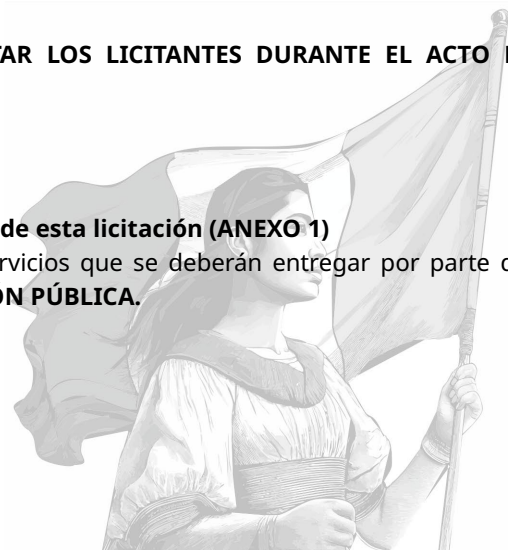 TAR LOS LICITANTES DURANTE EL ACTO
de esta licitación (ANEXO 1)
rvicios que se deberán entregar por parte
ÓN PÚBLICA.